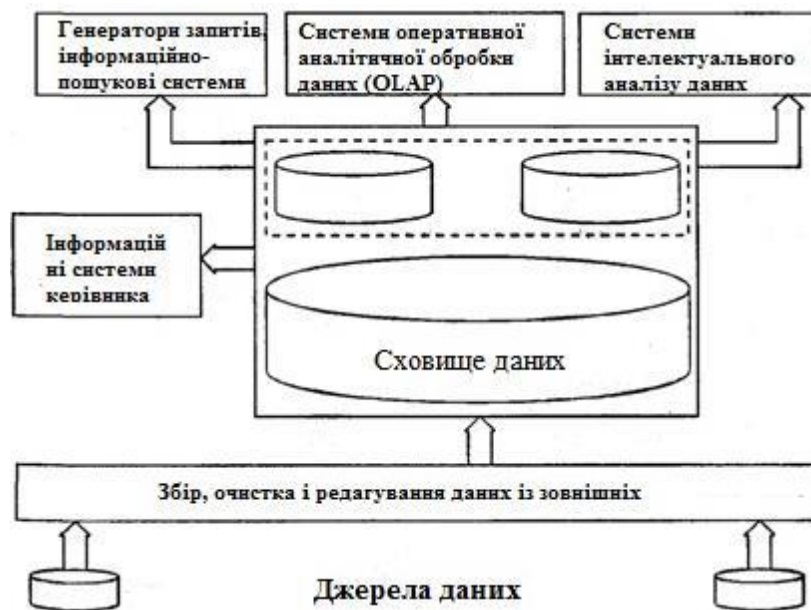 Генератори запитів,
інформаційно-
пошукові системи
Системи оперативної
аналітичної обробки
даних (OLAP)
Системи
інтелектуального
аналізу даних
Інформацій
ні системи
керівника
Сховище даних
Збір, очистка і редагування даних із зовнішніх
Джерела даних